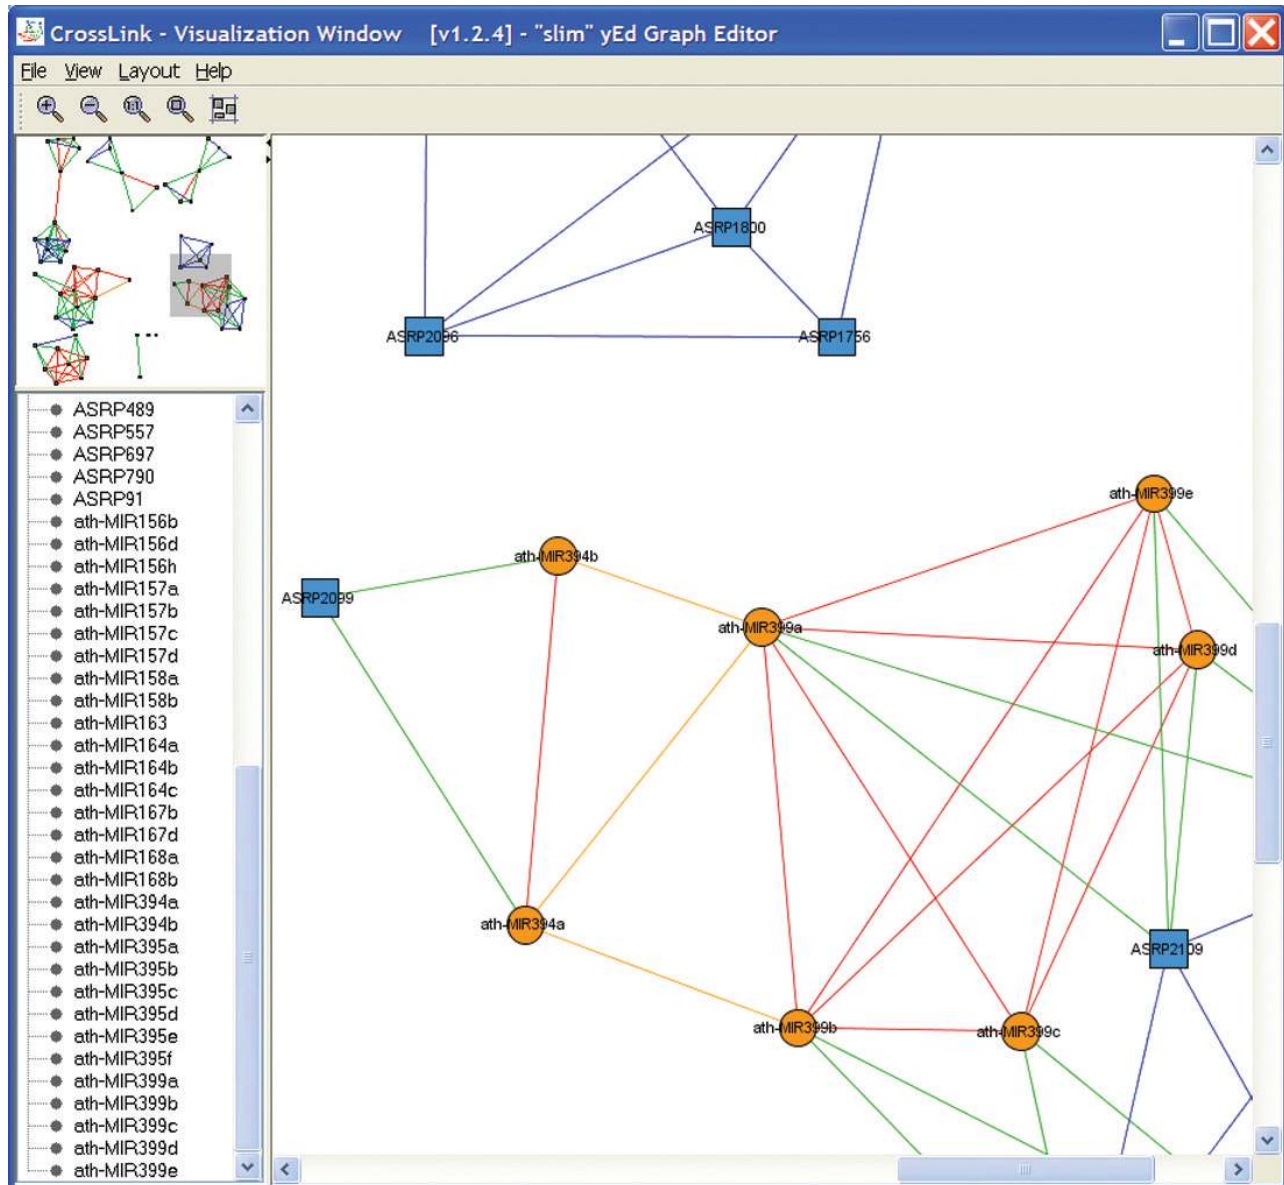 CrossLink - Visualization Window [v1.2.4] - "slim" yEd Graph Editor
File View Layout Help
1:1
ASRP489
ASRP557
ASRP697
ASRP790
ASRP91
ath-MIR156b
ath-MIR156d
ath-MIR156h
ath-MIR157a
ath-MIR157b
ath-MIR157c
ath-MIR157d
ath-MIR158a
ath-MIR158b
ath-MIR163
ath-MIR164a
ath-MIR164b
ath-MIR164c
ath-MIR167b
ath-MIR167d
ath-MIR168a
ath-MIR168b
ath-MIR394a
ath-MIR394b
ath-MIR395a
ath-MIR395b
ath-MIR395c
ath-MIR395d
ath-MIR395e
ath-MIR395f
ath-MIR399a
ath-MIR399b
ath-MIR399c
ath-MIR399d
ath-MIR399e
ASRP1800
ASRP2096
ASRP1756
ath-MIR399e
ath-MIR394b
ASRP2099
ath-MIR399a
ath-MIR399d
ath-MIR394a
ASRP2109
ath-MIR399b
ath-MIR399c